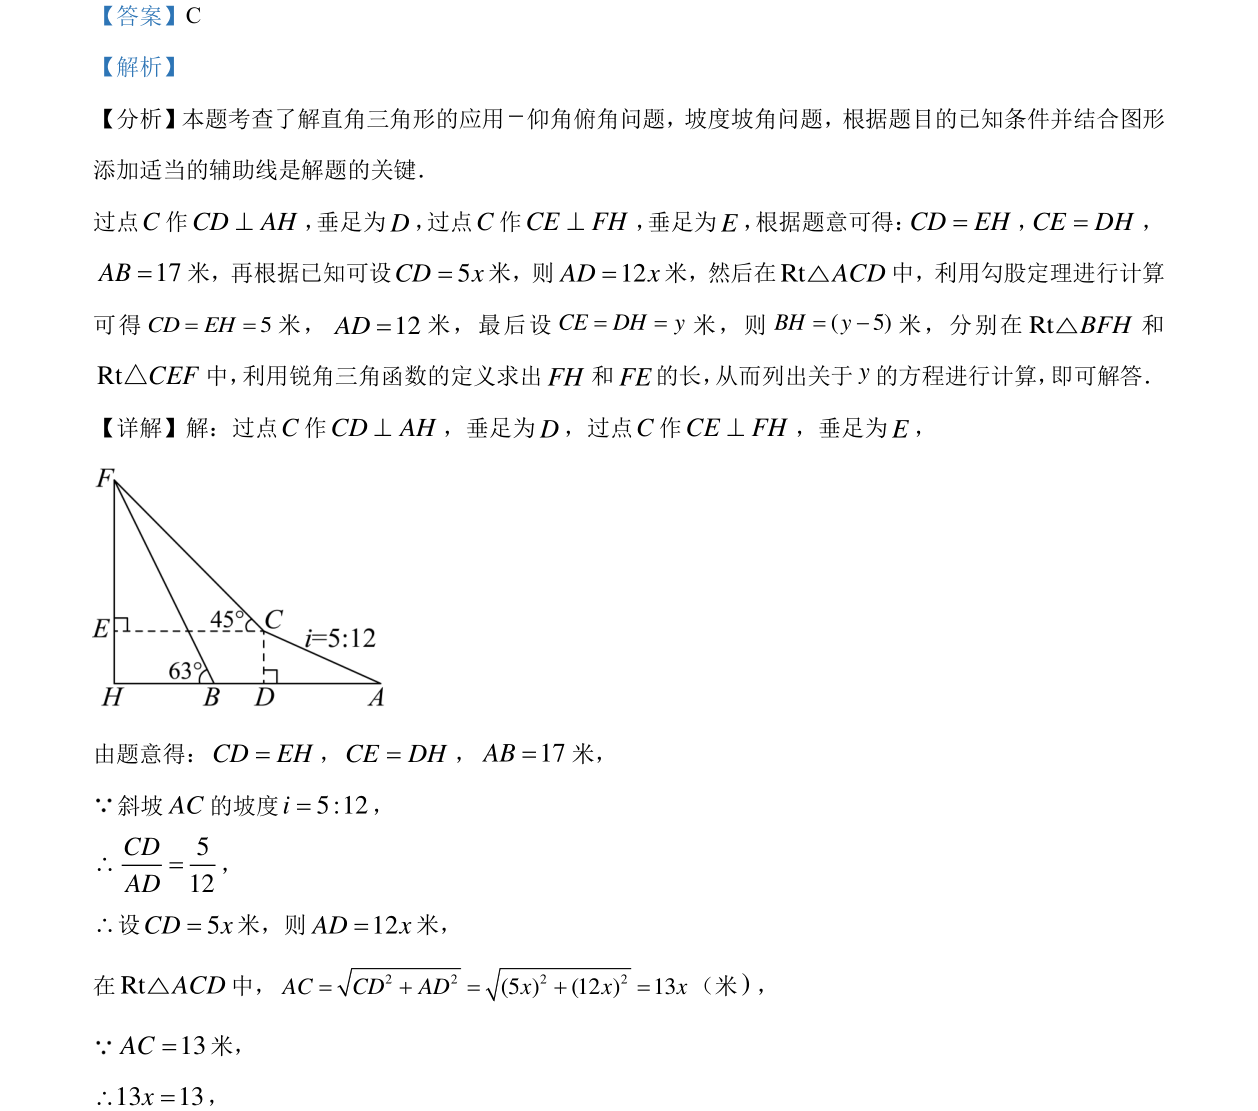 【答案】C
【解析】
【分析】本题考查了解直角三角形的应用－仰角俯角问题，坡度坡角问题，根据题目的已知条件并结合图形
添加适当的辅助线是解题的关键．
过点C作CD⊥AH，垂足为D，过点C作CE⊥FH，垂足为E，根据题意可得：CD=EH，CE=DH，
AB=17米，再根据已知可设CD=5x米，则AD=12x米，然后在Rt△ACD中，利用勾股定理进行计算
可得CD=EH=5米，AD=12米，最后设CE=DH=y米，则BH=(y−5)米，分别在Rt△BFH和
Rt△CEF中，利用锐角三角函数的定义求出FH和FE的长，从而列出关于y的方程进行计算，即可解答．
【详解】解：过点C作CD⊥AH，垂足为D，过点C作CE⊥FH，垂足为E，
F
E 45° C
i=5:12
63°
H B D A
由题意得：CD=EH，CE=DH，AB=17米，
∵斜坡AC的坡度i=5:12，
∴CD/AD=5/12，
∴设CD=5x米，则AD=12x米，
在Rt△ACD中，AC=√(CD²+AD²)=√((5x)²+(12x)²)=13x（米），
∵AC=13米，
∴13x=13，